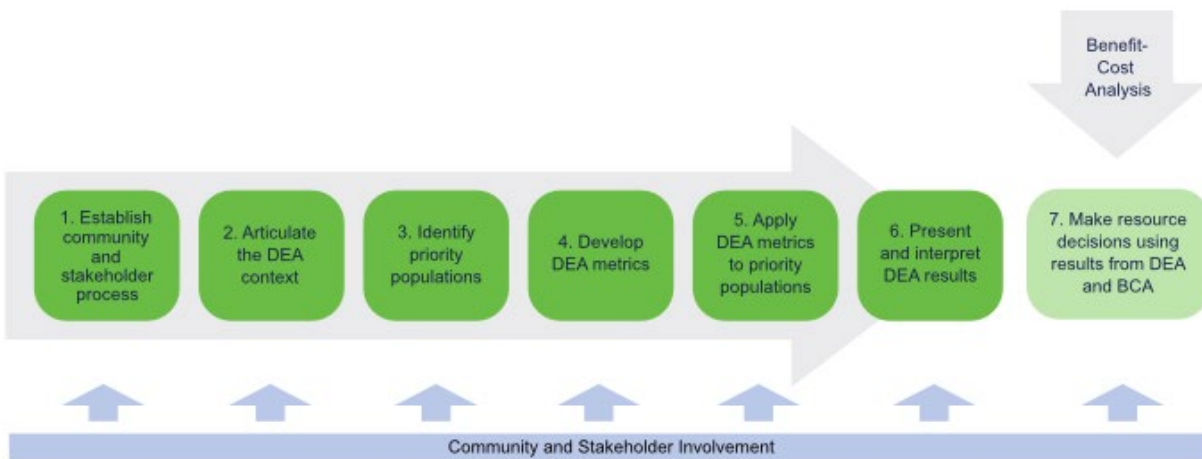 Benefit-
Cost
Analysis
1. Establish
community
and
stakeholder
process
2. Articulate
the DEA
context
3. Identify
priority
populations
4. Develop
DEA metrics
5. Apply
DEA metrics
to priority
populations
6. Present
and interpret
DEA results
7. Make resource
decisions using
results from DEA
and BCA
Community and Stakeholder Involvement